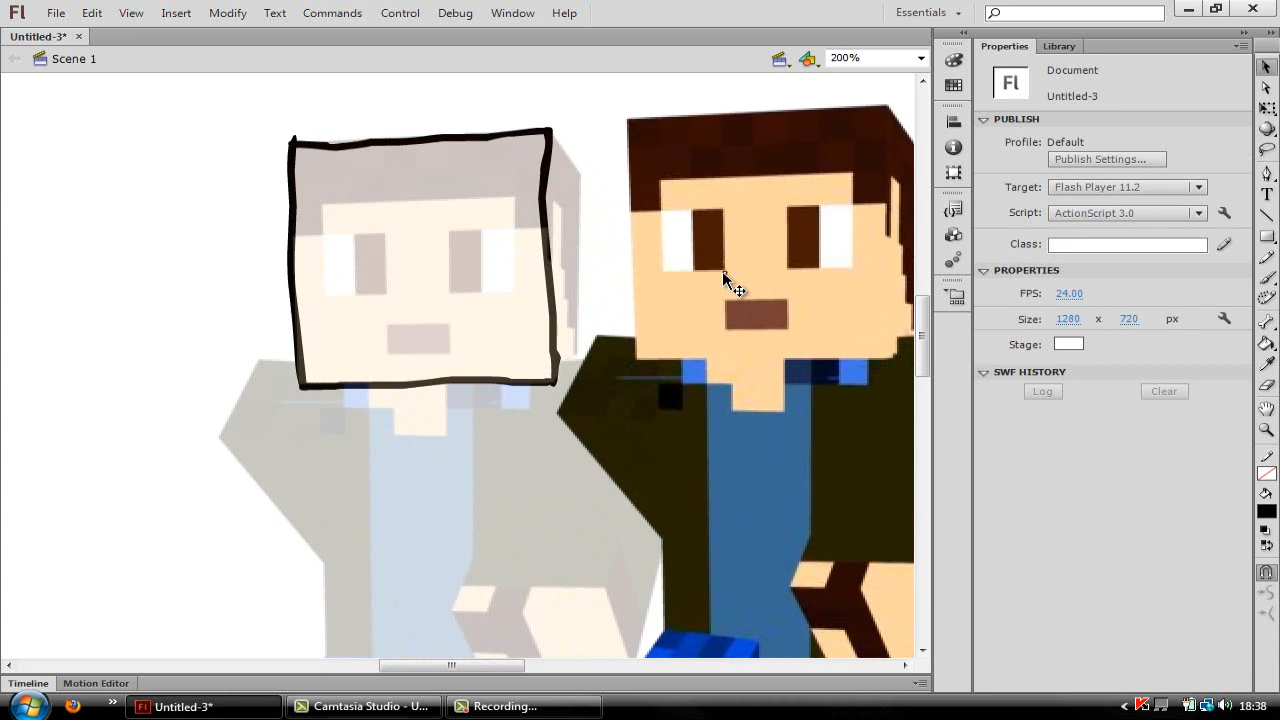 Fl File Edit View Insert Modify Text Commands Control Debug Window Help Essentials
Untitled-3* ×
Scene 1 200%
Properties Library
Fl Document
Untitled-3
PUBLISH
Profile: Default
Publish Settings...
Target: Flash Player 11.2
Script: ActionScript 3.0
Class:
PROPERTIES
FPS: 24.00
Size: 1280 x 720 px
Stage:
SWF HISTORY
Log Clear
Timeline Motion Editor
Fl Untitled-3* Camtasia Studio - U... Recording... 18:38